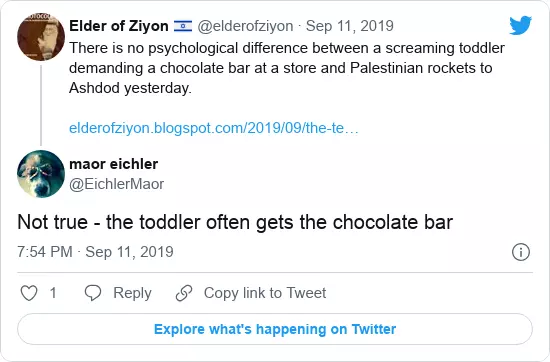 Elder of Ziyon 🇮🇱 @elderofziyon · Sep 11, 2019
There is no psychological difference between a screaming toddler
demanding a chocolate bar at a store and Palestinian rockets to
Ashdod yesterday.
elderofziyon.blogspot.com/2019/09/the-te…
maor eichler
@EichlerMaor
Not true - the toddler often gets the chocolate bar
7:54 PM · Sep 11, 2019
1 Reply Copy link to Tweet
Explore what's happening on Twitter